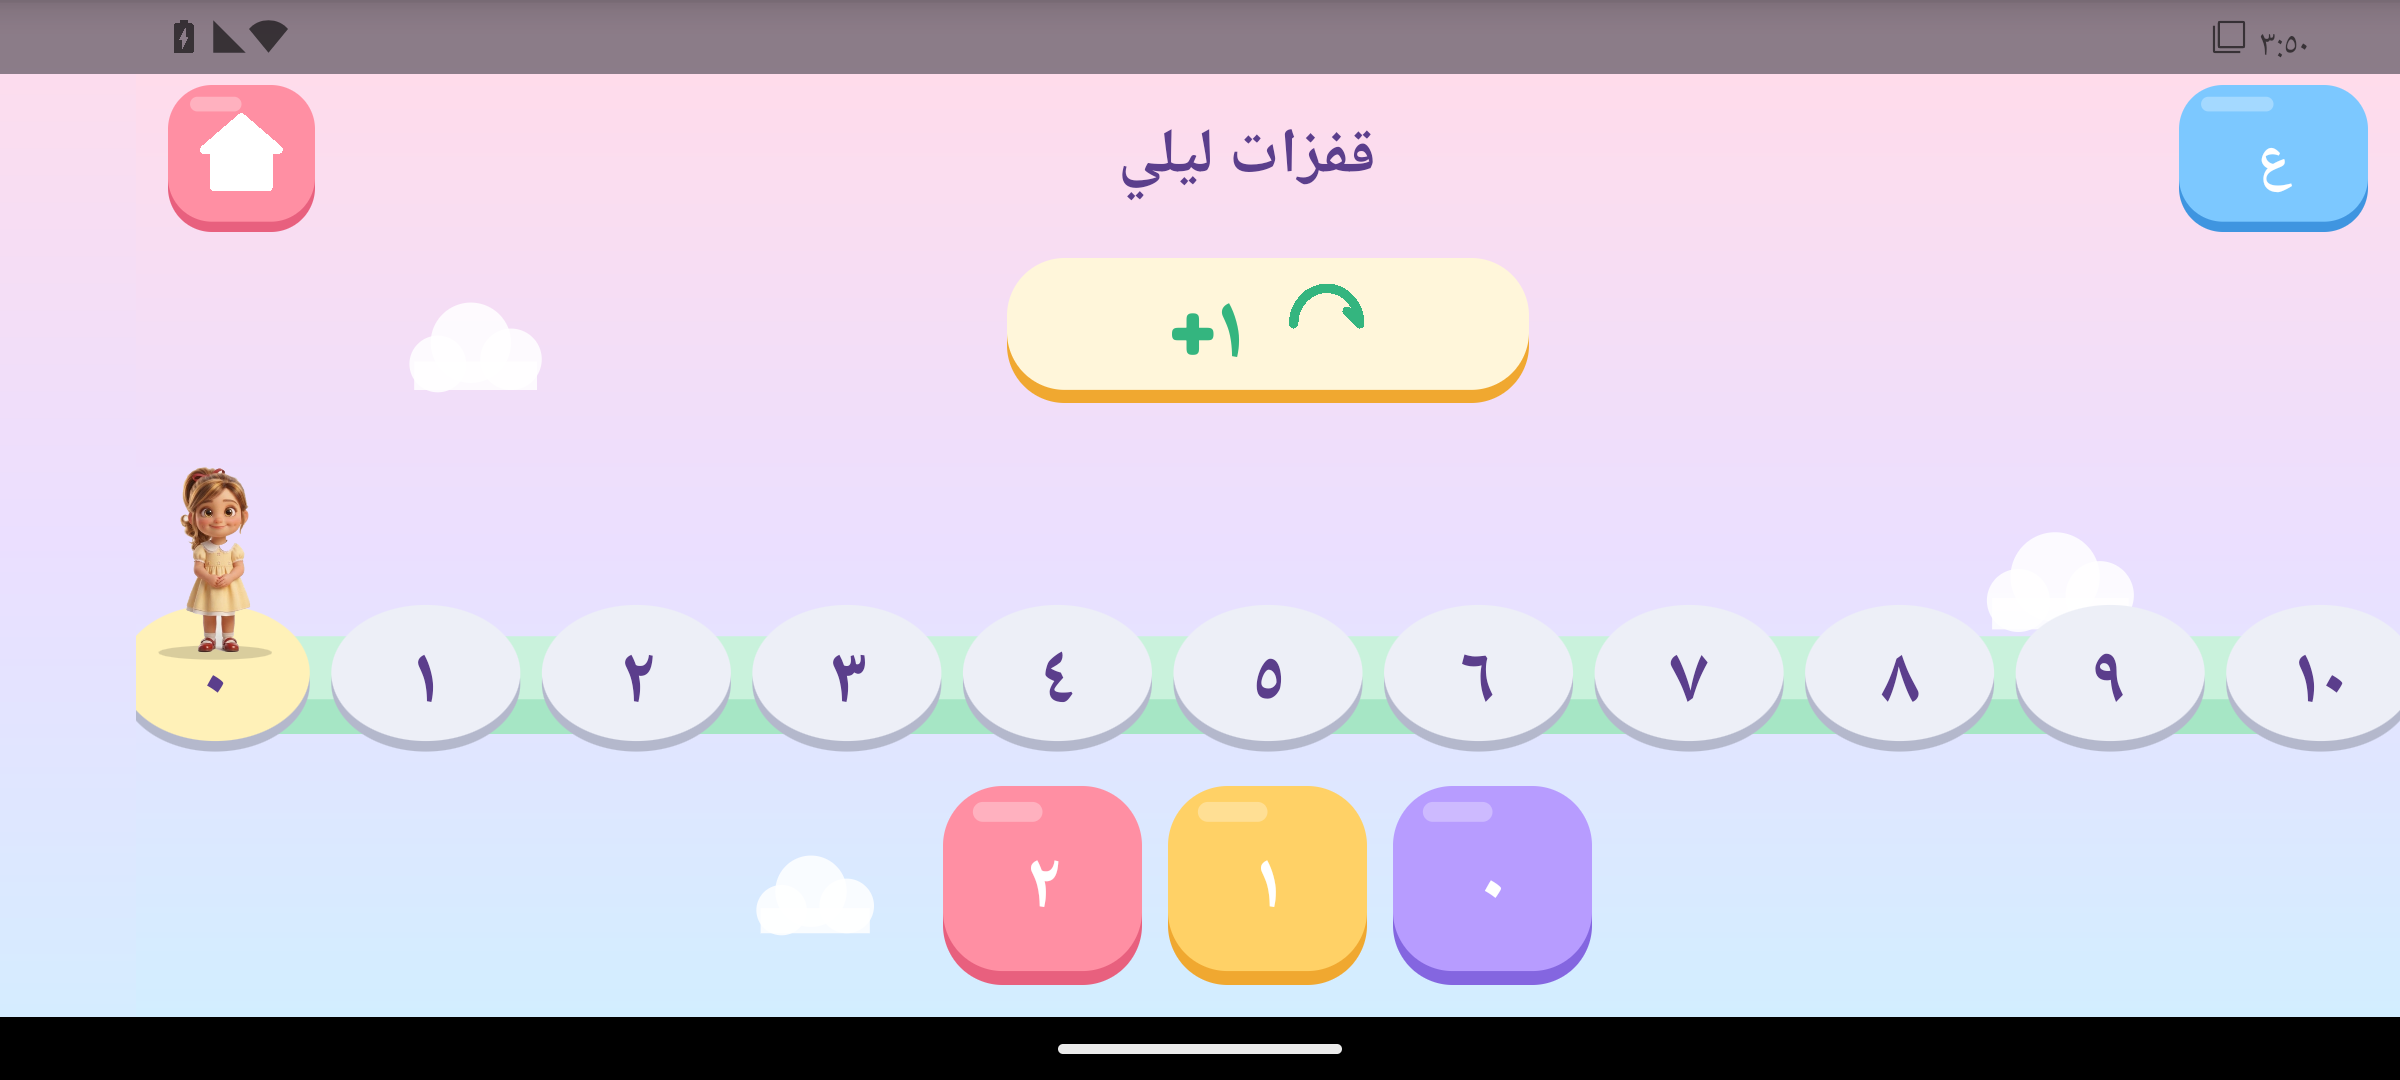 ٣:٥٠
ع
قفزات ليلي
+١
٠ ١ ٢ ٣ ٤ ٥ ٦ ٧ ٨ ٩ ١٠
٢ ١ ٠